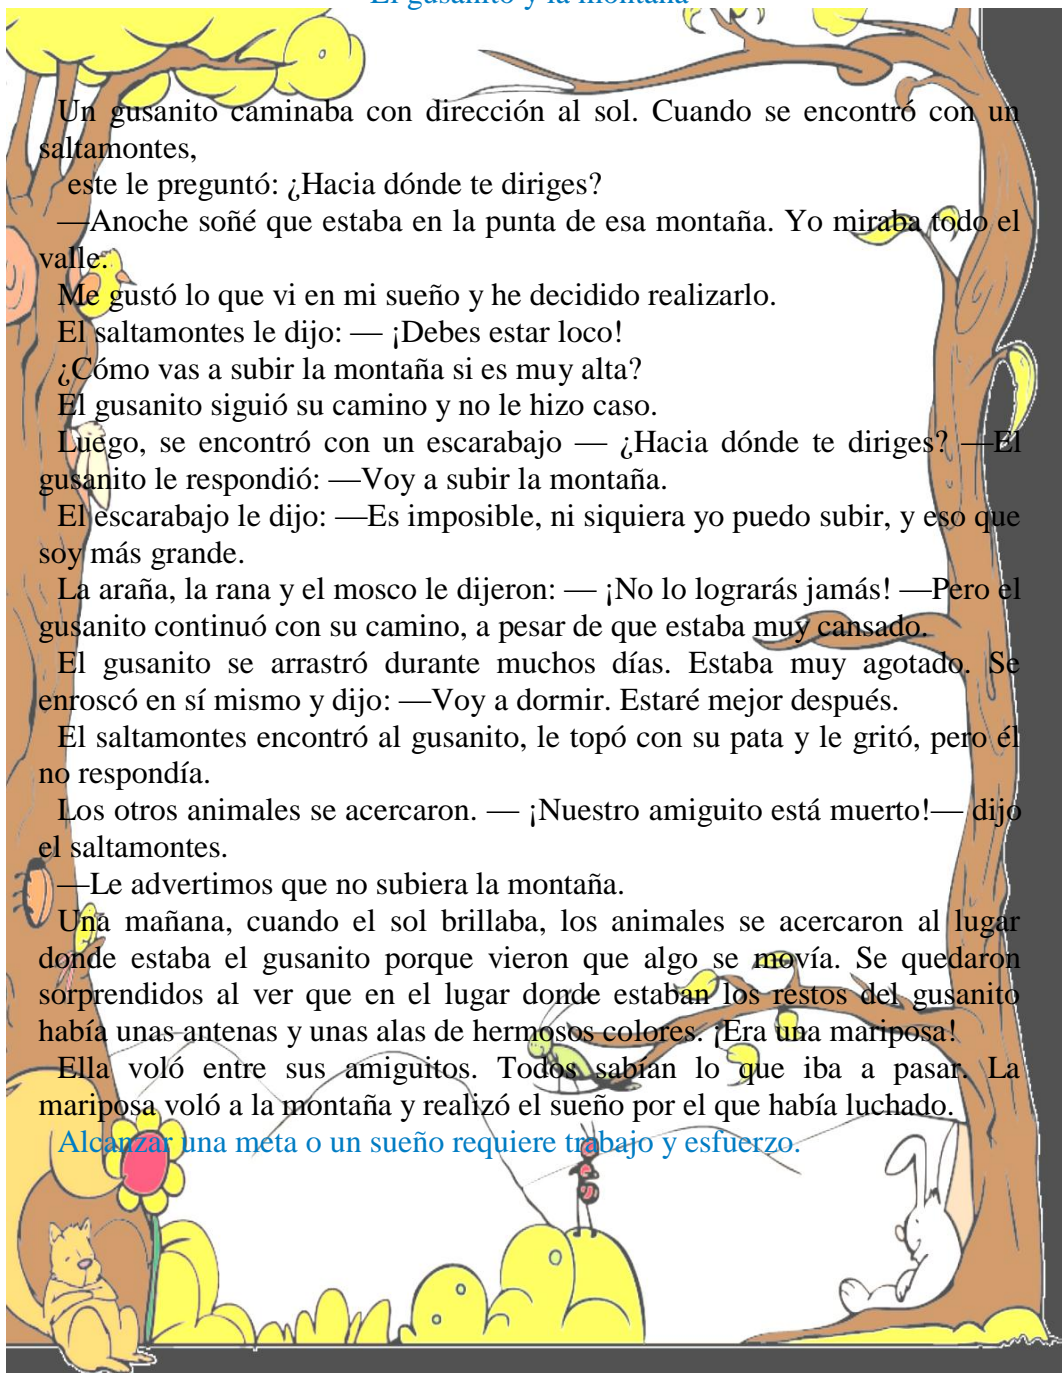 El gusanito y la montaña
Un gusanito caminaba con dirección al sol. Cuando se encontró con un
saltamontes,
este le preguntó: ¿Hacia dónde te diriges?
—Anoche soñé que estaba en la punta de esa montaña. Yo miraba todo el
valle.
Me gustó lo que vi en mi sueño y he decidido realizarlo.
El saltamontes le dijo: — ¡Debes estar loco!
¿Cómo vas a subir la montaña si es muy alta?
El gusanito siguió su camino y no le hizo caso.
Luego, se encontró con un escarabajo — ¿Hacia dónde te diriges? —El
gusanito le respondió: —Voy a subir la montaña.
El escarabajo le dijo: —Es imposible, ni siquiera yo puedo subir, y eso que
soy más grande.
La araña, la rana y el mosco le dijeron: — ¡No lo lograrás jamás! —Pero el
gusanito continuó con su camino, a pesar de que estaba muy cansado.
El gusanito se arrastró durante muchos días. Estaba muy agotado. Se
enroscó en sí mismo y dijo: —Voy a dormir. Estaré mejor después.
El saltamontes encontró al gusanito, le topó con su pata y le gritó, pero él
no respondía.
Los otros animales se acercaron. — ¡Nuestro amiguito está muerto!— dijo
el saltamontes.
—Le advertimos que no subiera la montaña.
Una mañana, cuando el sol brillaba, los animales se acercaron al lugar
donde estaba el gusanito porque vieron que algo se movía. Se quedaron
sorprendidos al ver que en el lugar donde estaban los restos del gusanito
había unas antenas y unas alas de hermosos colores. ¡Era una mariposa!
Ella voló entre sus amiguitos. Todos sabían lo que iba a pasar. La
mariposa voló a la montaña y realizó el sueño por el que había luchado.
Alcanzar una meta o un sueño requiere trabajo y esfuerzo.